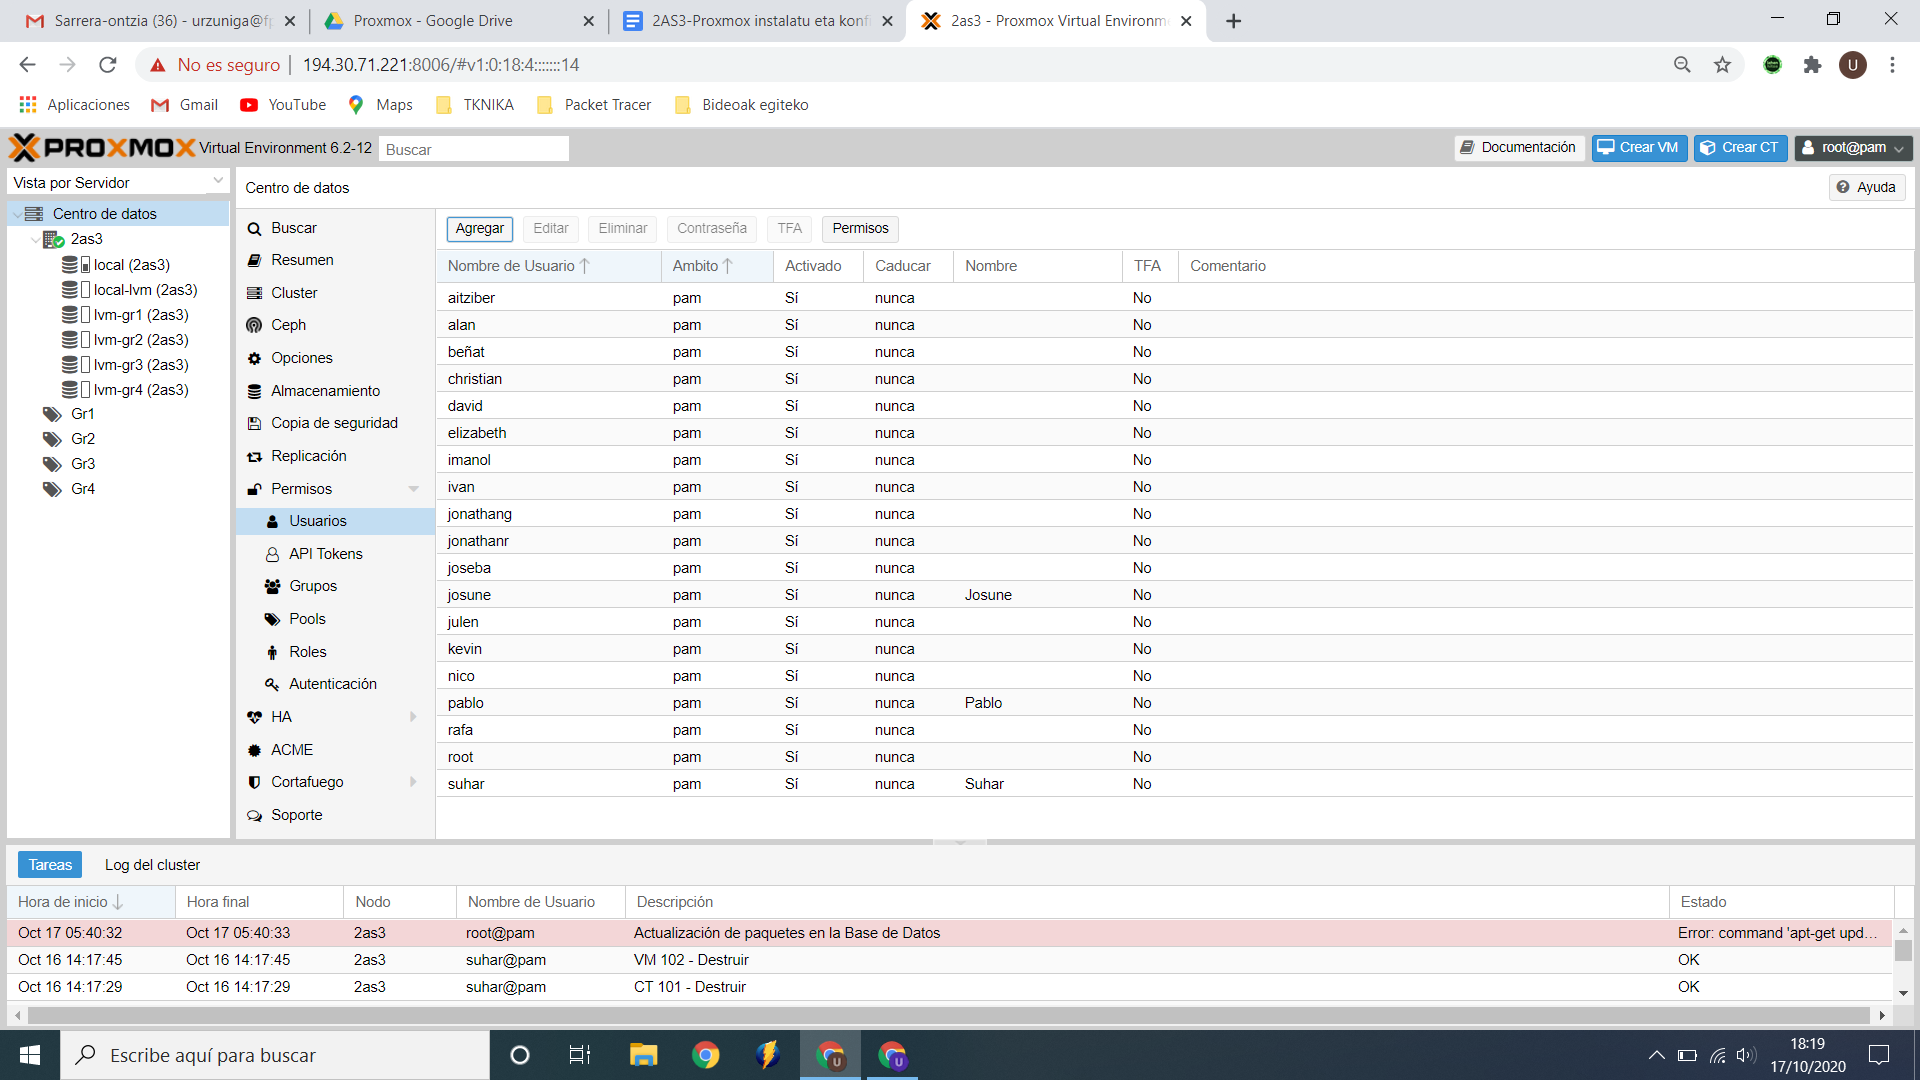 Sarrera-ontzia (36) - urzuniga@fp
Proxmox - Google Drive
2AS3-Proxmox instalatu eta konfi
2as3 - Proxmox Virtual Environm
No es seguro | 194.30.71.221:8006/#v1:0:18:4:::::::14
U
Aplicaciones Gmail YouTube Maps TKNIKA Packet Tracer Bideoak egiteko
PROXMOX Virtual Environment 6.2-12 Buscar Documentación Crear VM Crear CT root@pam
Vista por Servidor
Centro de datos
2as3
local (2as3)
local-lvm (2as3)
lvm-gr1 (2as3)
lvm-gr2 (2as3)
lvm-gr3 (2as3)
lvm-gr4 (2as3)
Gr1
Gr2
Gr3
Gr4
Centro de datos Ayuda
Buscar
Resumen
Cluster
Ceph
Opciones
Almacenamiento
Copia de seguridad
Replicación
Permisos
Usuarios
API Tokens
Grupos
Pools
Roles
Autenticación
HA
ACME
Cortafuego
Soporte
Agregar Editar Eliminar Contraseña TFA Permisos
Nombre de Usuario Ambito Activado Caducar Nombre TFA Comentario
aitziber pam Sí nunca No
alan pam Sí nunca No
beñat pam Sí nunca No
christian pam Sí nunca No
david pam Sí nunca No
elizabeth pam Sí nunca No
imanol pam Sí nunca No
ivan pam Sí nunca No
jonathang pam Sí nunca No
jonathanr pam Sí nunca No
joseba pam Sí nunca No
josune pam Sí nunca Josune No
julen pam Sí nunca No
kevin pam Sí nunca No
nico pam Sí nunca No
pablo pam Sí nunca Pablo No
rafa pam Sí nunca No
root pam Sí nunca No
suhar pam Sí nunca Suhar No
Tareas Log del cluster
Hora de inicio Hora final Nodo Nombre de Usuario Descripción Estado
Oct 17 05:40:32 Oct 17 05:40:33 2as3 root@pam Actualización de paquetes en la Base de Datos Error: command 'apt-get upd...
Oct 16 14:17:45 Oct 16 14:17:45 2as3 suhar@pam VM 102 - Destruir OK
Oct 16 14:17:29 Oct 16 14:17:29 2as3 suhar@pam CT 101 - Destruir OK
Escribe aquí para buscar
U
U
18:19
17/10/2020